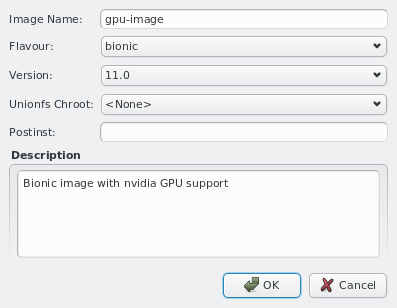 Image Name: gpu-image
Flavour: bionic
Version: 11.0
Unionfs Chroot: <None>
Postinst:
Description
Bionic image with nvidia GPU support
OK Cancel